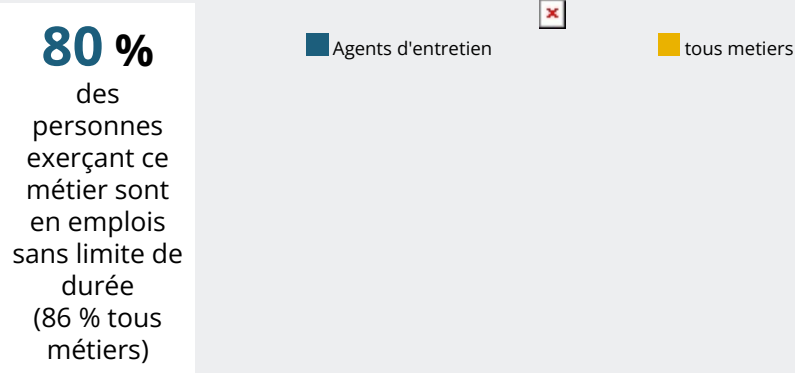 80 %
des
personnes
exerçant ce
métier sont
en emplois
sans limite de
durée
(86 % tous
métiers)
Agents d'entretien
tous metiers